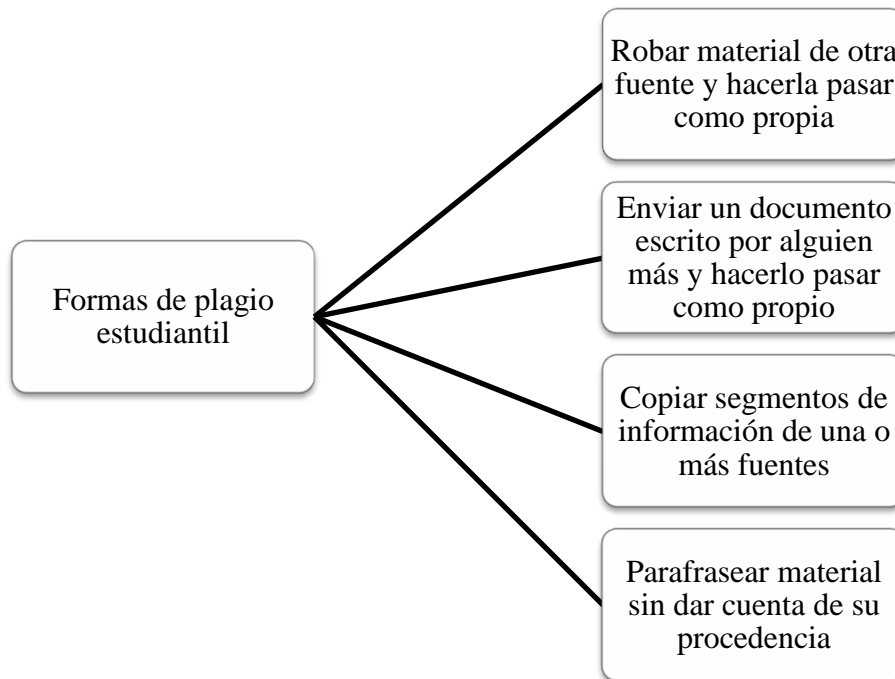 Formas de plagio
estudiantil
Robar material de otra
fuente y hacerla pasar
como propia
Enviar un documento
escrito por alguien
más y hacerlo pasar
como propio
Copiar segmentos de
información de una o
más fuentes
Parafrasear material
sin dar cuenta de su
procedencia